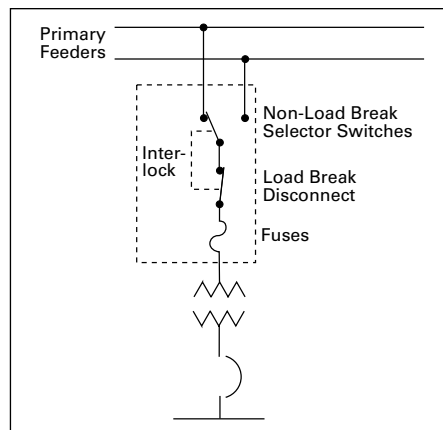 Primary
Feeders
Non-Load Break
Selector Switches
Inter-
lock
Load Break
Disconnect
Fuses